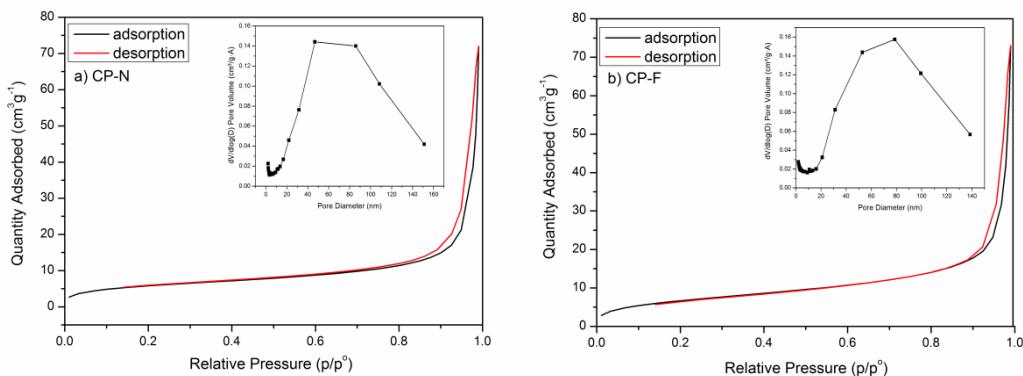 80
70
60
50
40
30
20
10
0
Quantity Adsorbed (cm³g⁻¹)
adsorption
desorption
a) CP-N
0.16
0.14
0.12
0.10
0.08
0.06
0.04
0.02
0.00
dV/dlog(D) Pore Volume (cm³/g·A)
0 20 40 60 80 100 120 140 160
Pore Diameter (nm)
0.0 0.2 0.4 0.6 0.8 1.0
Relative Pressure (p/p°)
80
70
60
50
40
30
20
10
0
Quantity Adsorbed (cm³g⁻¹)
adsorption
desorption
b) CP-F
0.16
0.14
0.12
0.10
0.08
0.06
0.04
0.02
0.00
dV/dlog(D) Pore Volume (cm³/g·A)
0 20 40 60 80 100 120 140
Pore Diameter (nm)
0.0 0.2 0.4 0.6 0.8 1.0
Relative Pressure (p/p°)